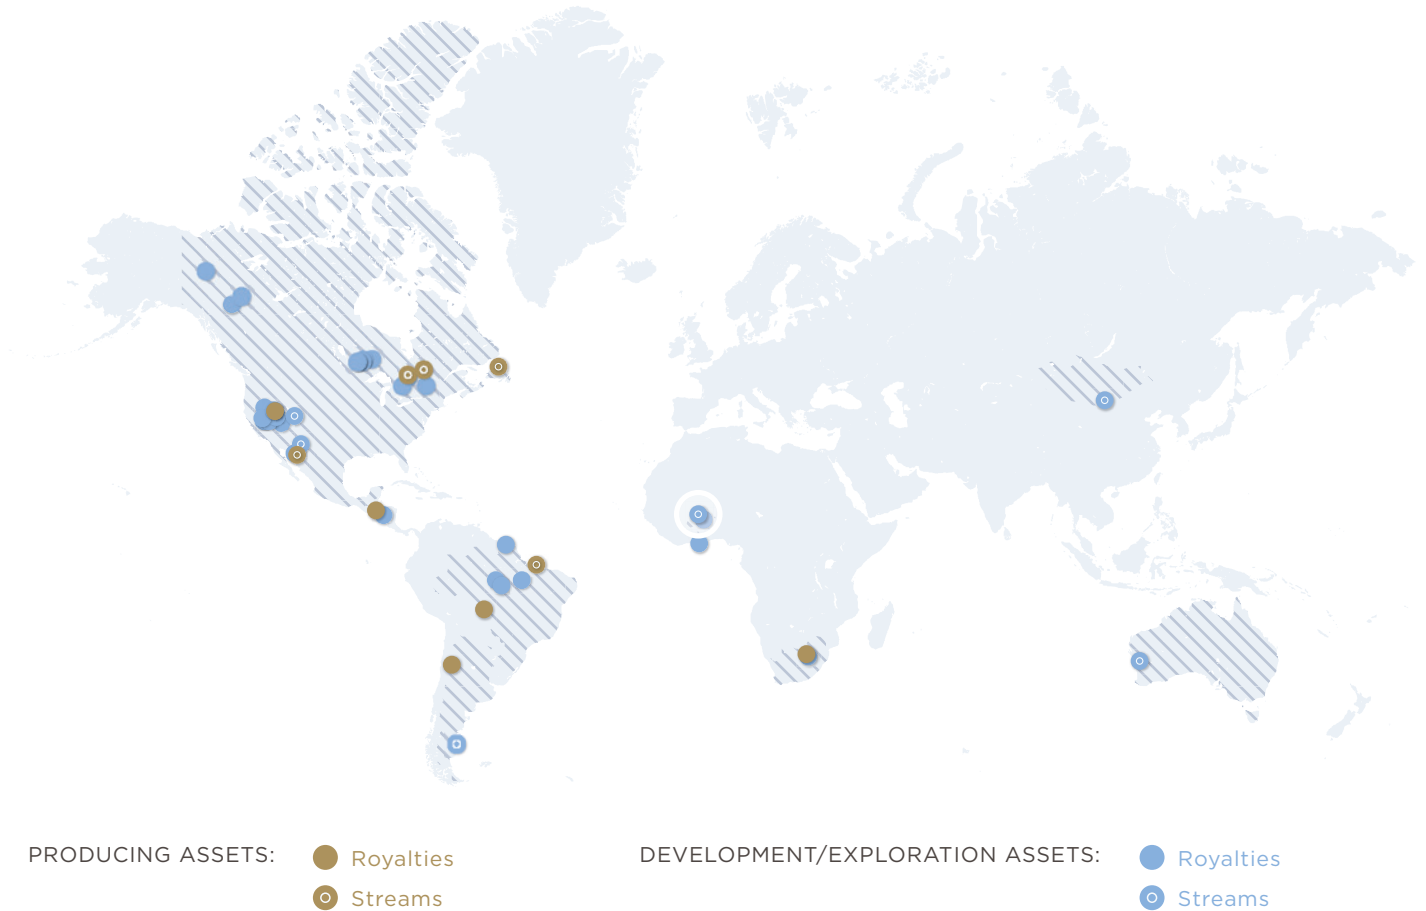 PRODUCING ASSETS:
Royalties
Streams
DEVELOPMENT/EXPLORATION ASSETS:
Royalties
Streams